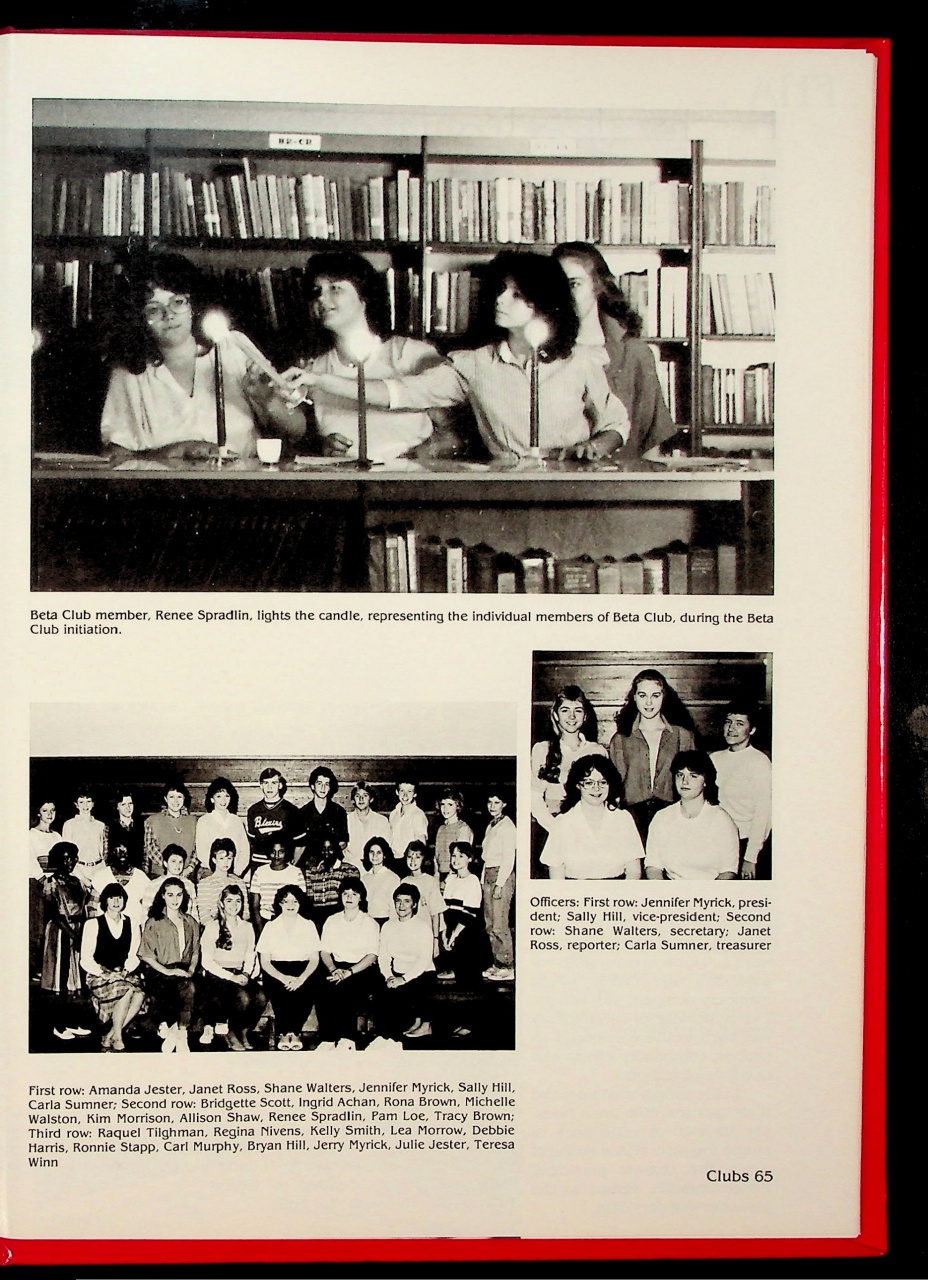 Beta Club member, Renee Spradlin, lights the candle, representing the individual members of Beta Club, during the Beta
Club initiation.
Blazers
Officers: First row: Jennifer Myrick, presi-
dent; Sally Hill, vice-president; Second
row: Shane Walters, secretary; Janet
Ross, reporter; Carla Sumner, treasurer
First row: Amanda Jester, Janet Ross, Shane Walters, Jennifer Myrick, Sally Hill,
Carla Sumner; Second row: Bridgette Scott, Ingrid Achan, Rona Brown, Michelle
Walston, Kim Morrison, Allison Shaw, Renee Spradlin, Pam Loe, Tracy Brown;
Third row: Raquel Tilghman, Regina Nivens, Kelly Smith, Lea Morrow, Debbie
Harris, Ronnie Stapp, Carl Murphy, Bryan Hill, Jerry Myrick, Julie Jester, Teresa
Winn
Clubs 65